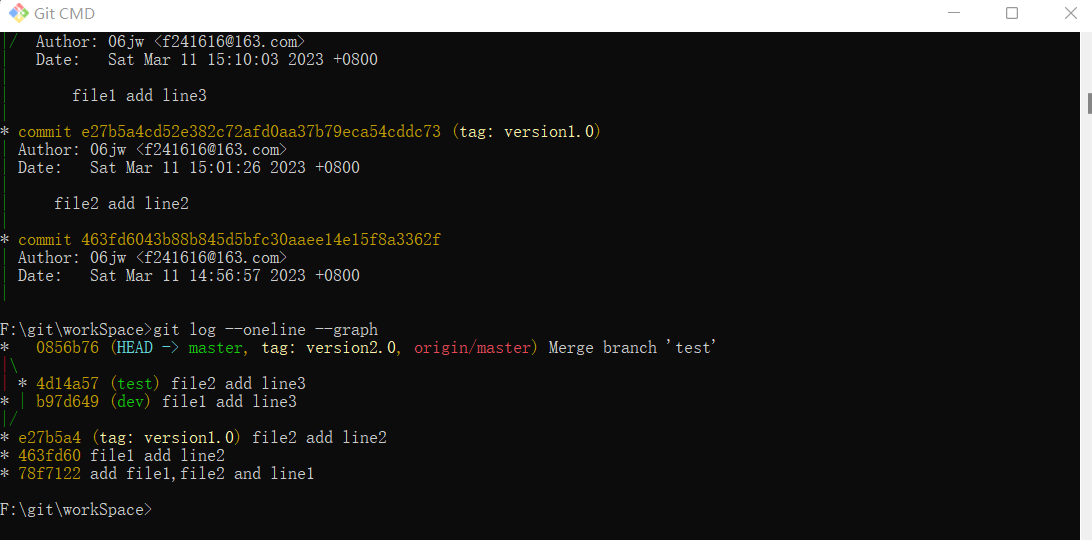 Git CMD
|/  Author: 06jw <f241616@163.com>
|   Date:   Sat Mar 11 15:10:03 2023 +0800
|
|       file1 add line3
|
* commit e27b5a4cd52e382c72afd0aa37b79eca54cddc73 (tag: version1.0)
| Author: 06jw <f241616@163.com>
| Date:   Sat Mar 11 15:01:26 2023 +0800
|
|     file2 add line2
|
* commit 463fd6043b88b845d5bfc30aaee14e15f8a3362f
| Author: 06jw <f241616@163.com>
| Date:   Sat Mar 11 14:56:57 2023 +0800
|
F:\git\workSpace>git log --oneline --graph
*   0856b76 (HEAD -> master, tag: version2.0, origin/master) Merge branch 'test'
|\
| * 4d14a57 (test) file2 add line3
* | b97d649 (dev) file1 add line3
|/
* e27b5a4 (tag: version1.0) file2 add line2
* 463fd60 file1 add line2
* 78f7122 add file1,file2 and line1
F:\git\workSpace>